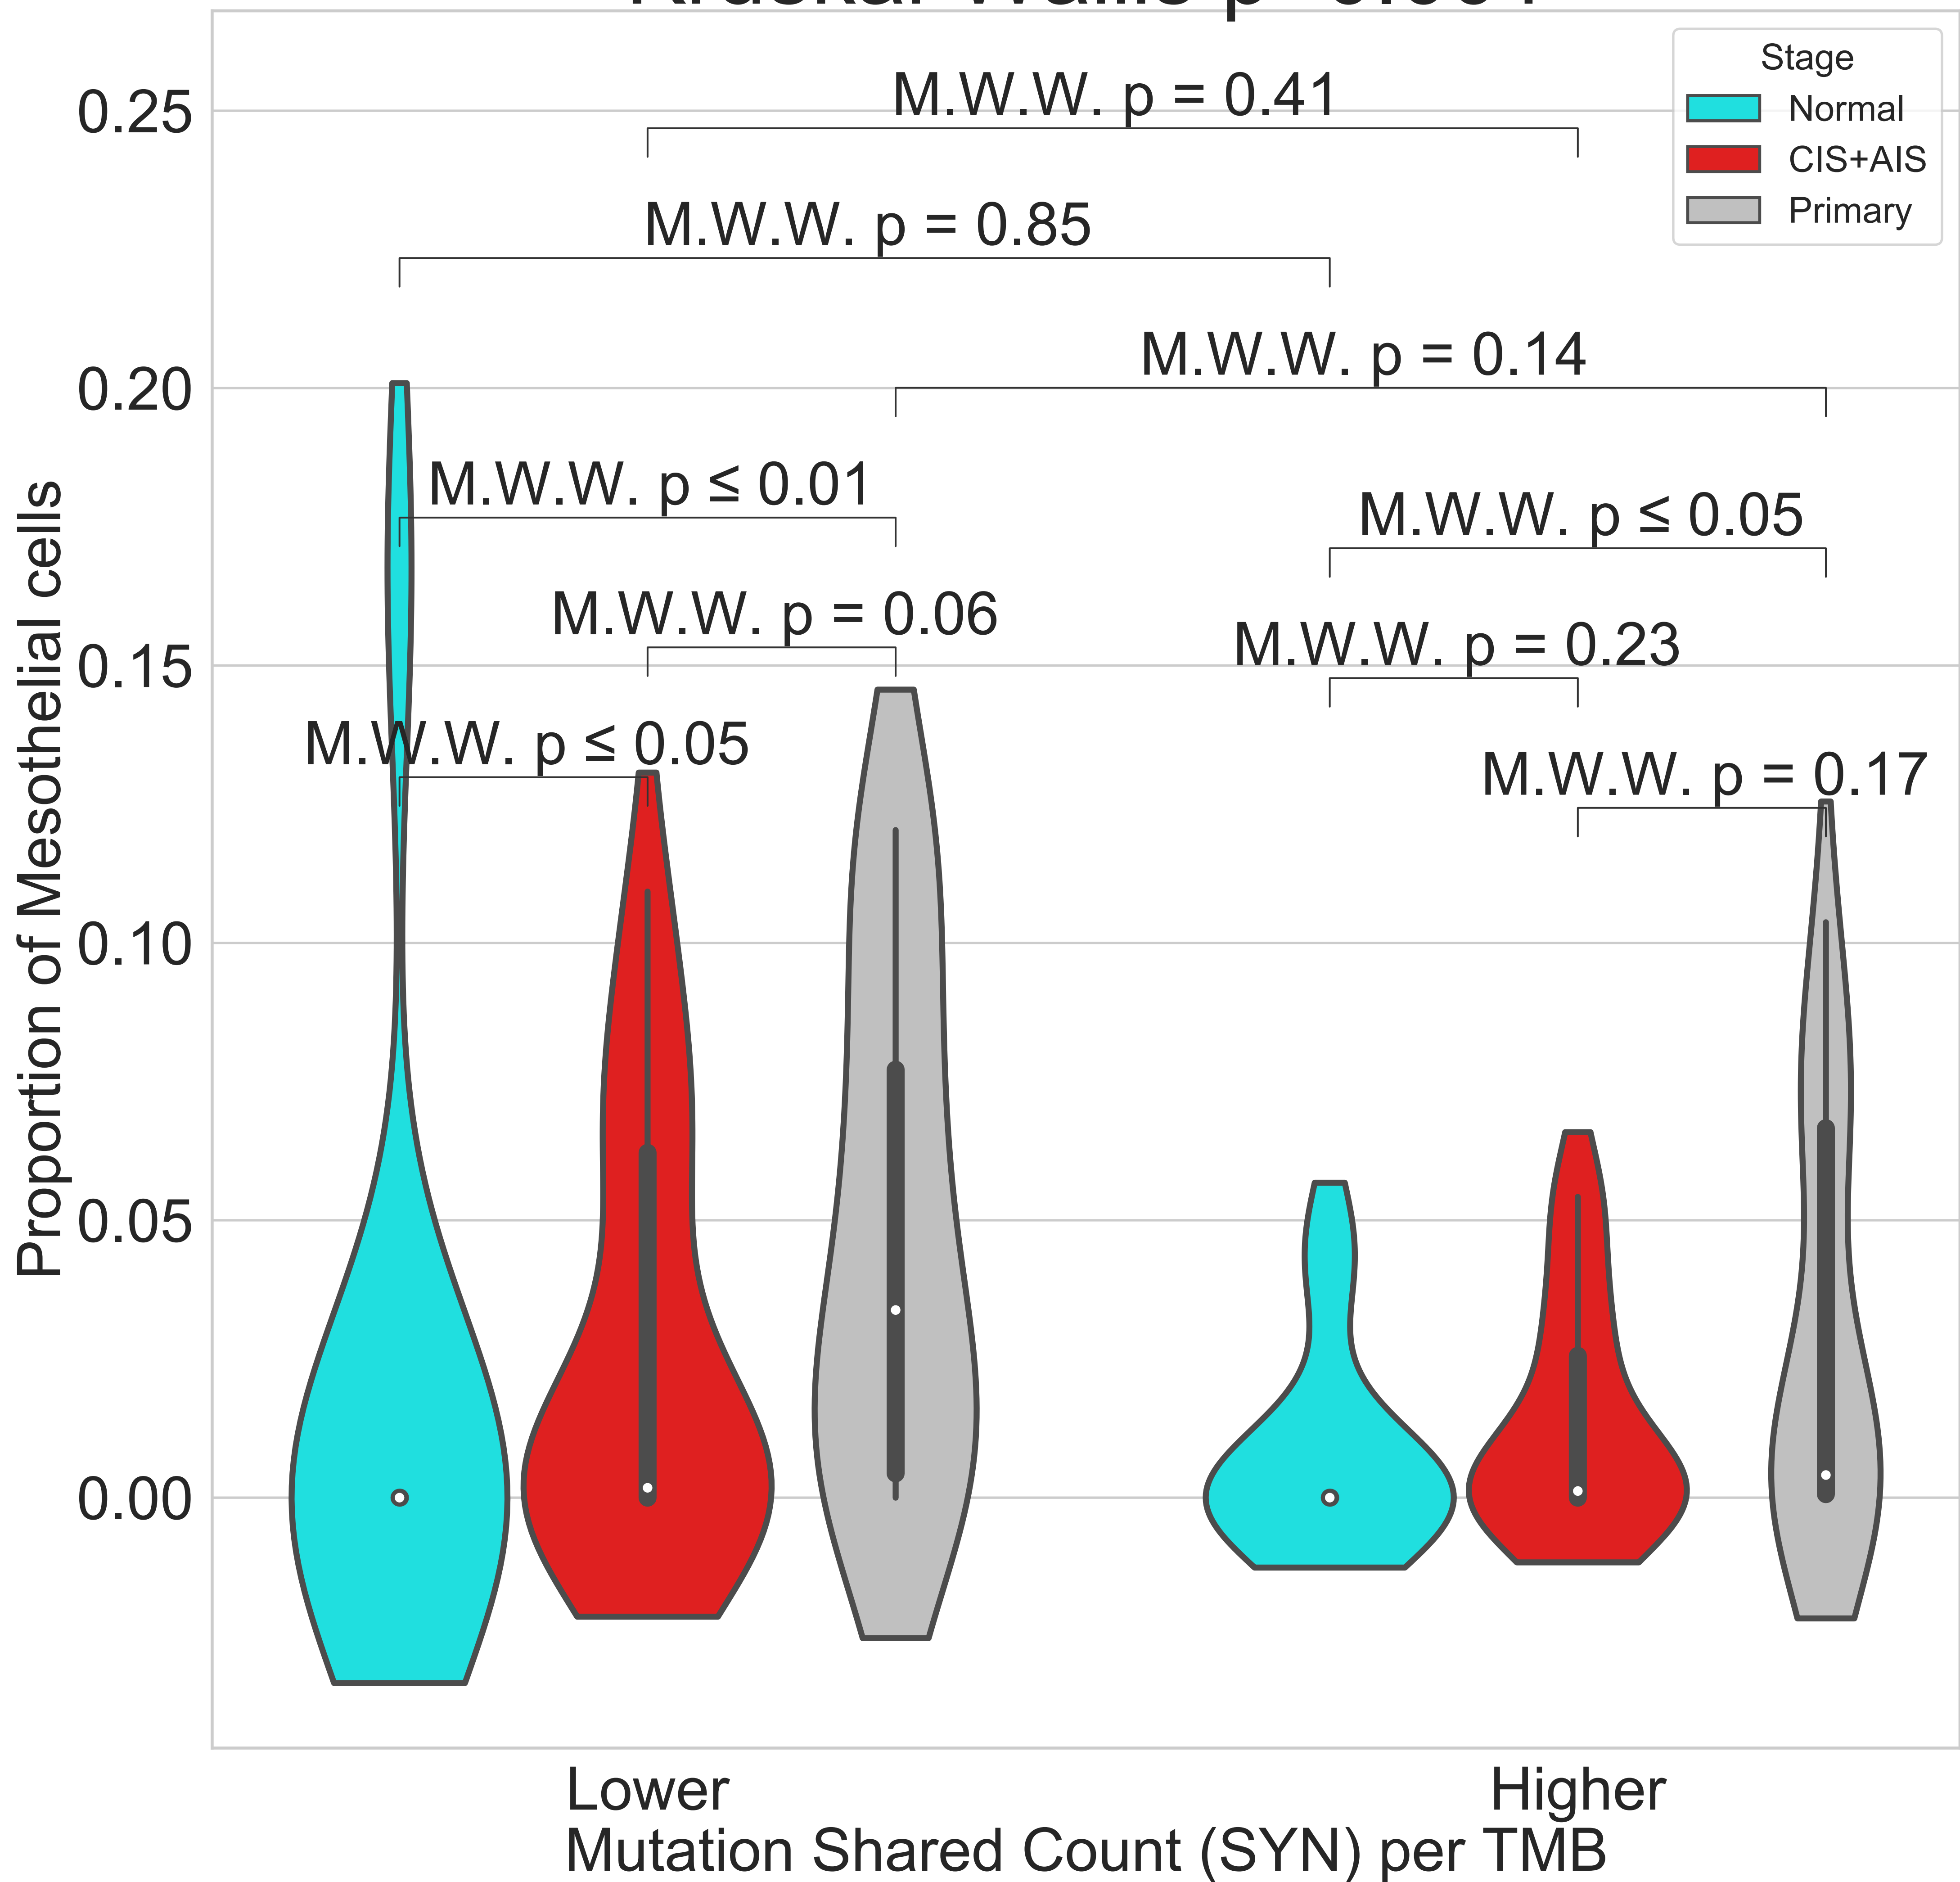 0.25
0.20
0.15
0.10
0.05
0.00
Proportion of Mesothelial cells
M.W.W. p = 0.41
M.W.W. p = 0.85
M.W.W. p = 0.14
M.W.W. p ≤ 0.01
M.W.W. p ≤ 0.05
M.W.W. p = 0.06
M.W.W. p = 0.23
M.W.W. p ≤ 0.05
M.W.W. p = 0.17
Stage
Normal
CIS+AIS
Primary
Lower
Higher
Mutation Shared Count (SYN) per TMB